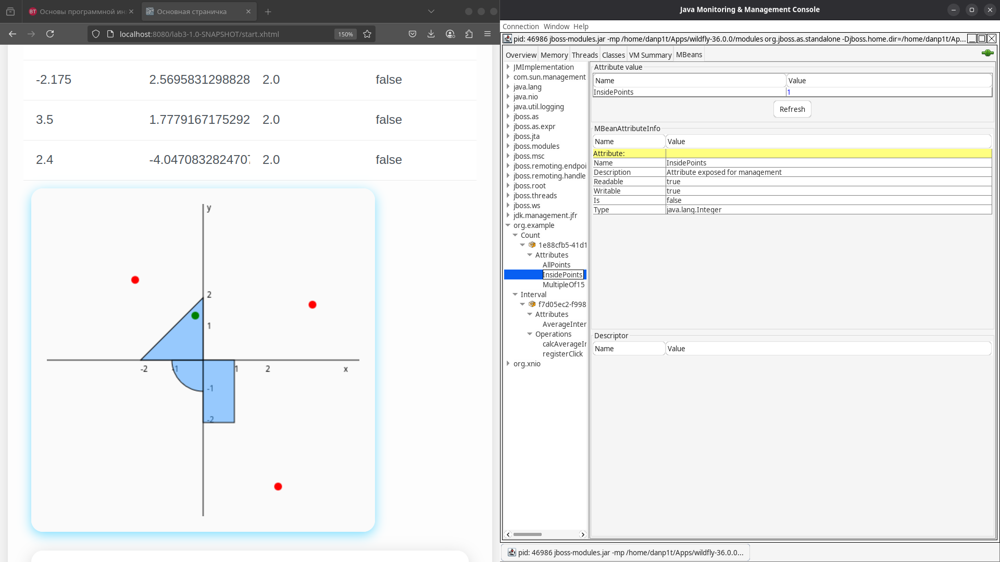 Основы программной ин
Основная страничка
localhost:8080/lab3-1.0-SNAPSHOT/start.xhtml
150%
-2.175 2.5695831298828 2.0 false
3.5 1.7779167175292 2.0 false
2.4 -4.0470832824707 2.0 false
y
2
1
-2 -1 1 2 x
-1
-2
Java Monitoring & Management Console
Connection Window Help
pid: 46986 jboss-modules.jar -mp /home/danp1t/Apps/wildfly-36.0.0/modules org.jboss.as.standalone -Djboss.home.dir=/home/danp1t/Ap...
Overview Memory Threads Classes VM Summary MBeans
JMImplementation
com.sun.management
java.lang
java.nio
java.util.logging
jboss.as
jboss.as.expr
jboss.jta
jboss.modules
jboss.msc
jboss.remoting.endpoi
jboss.remoting.handle
jboss.root
jboss.threads
jboss.ws
jdk.management.jfr
org.example
Count
1e88cfb5-41d1
Attributes
AllPoints
InsidePoints
MultipleOf15
Interval
f7d05ec2-f998
Attributes
AverageInter
Operations
calcAverageIr
registerClick
org.xnio
Attribute value
Name Value
InsidePoints 1
Refresh
MBeanAttributeInfo
Name Value
Attribute:
Name InsidePoints
Description Attribute exposed for management
Readable true
Writable true
Is false
Type java.lang.Integer
Descriptor
Name Value
pid: 46986 jboss-modules.jar -mp /home/danp1t/Apps/wildfly-36.0.0...